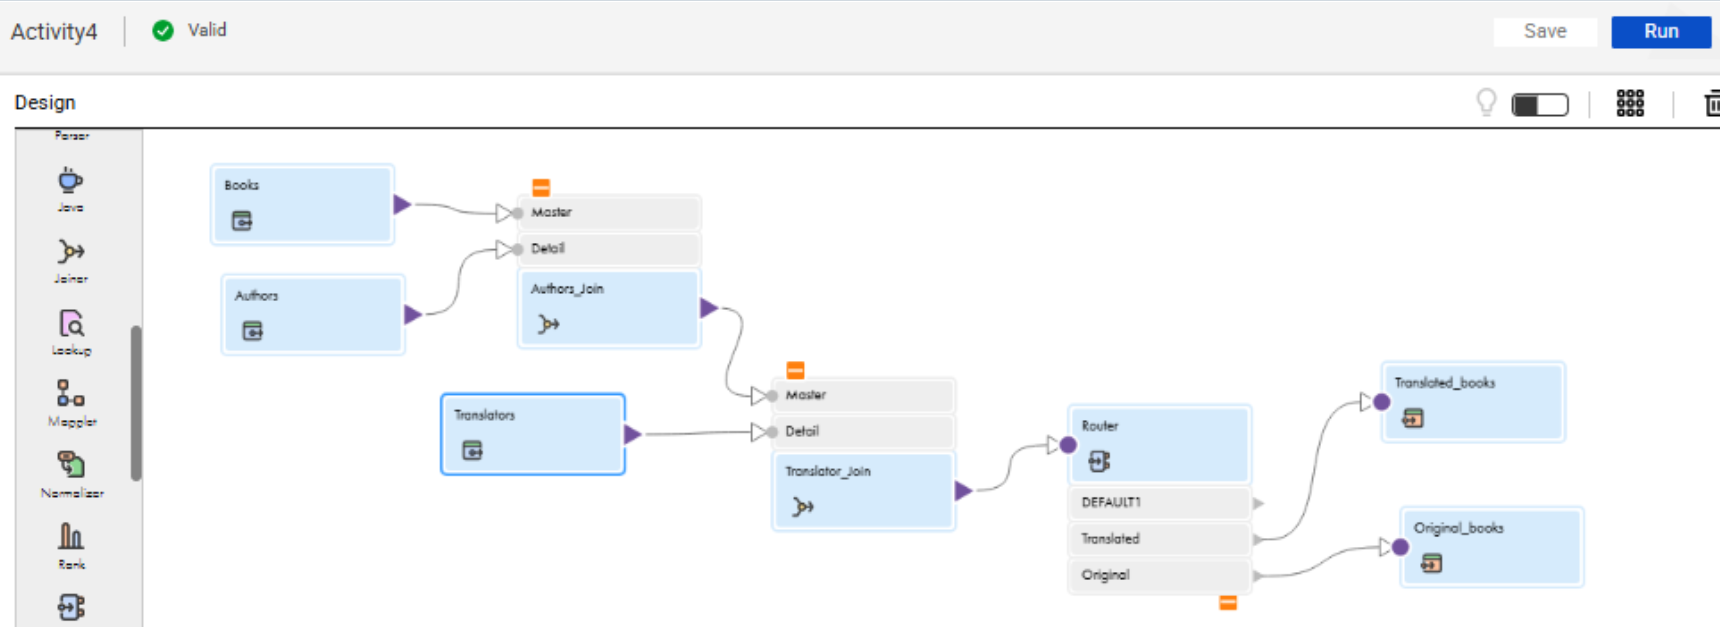 Activity4
Valid
Save
Run
Design
Parser
Java
Joiner
Lookup
Mapplet
Normalizer
Rank
Books
Authors
Master
Detail
Authors_Join
Translators
Master
Detail
Translator_Join
Router
DEFAULT1
Translated
Original
Translated_books
Original_books